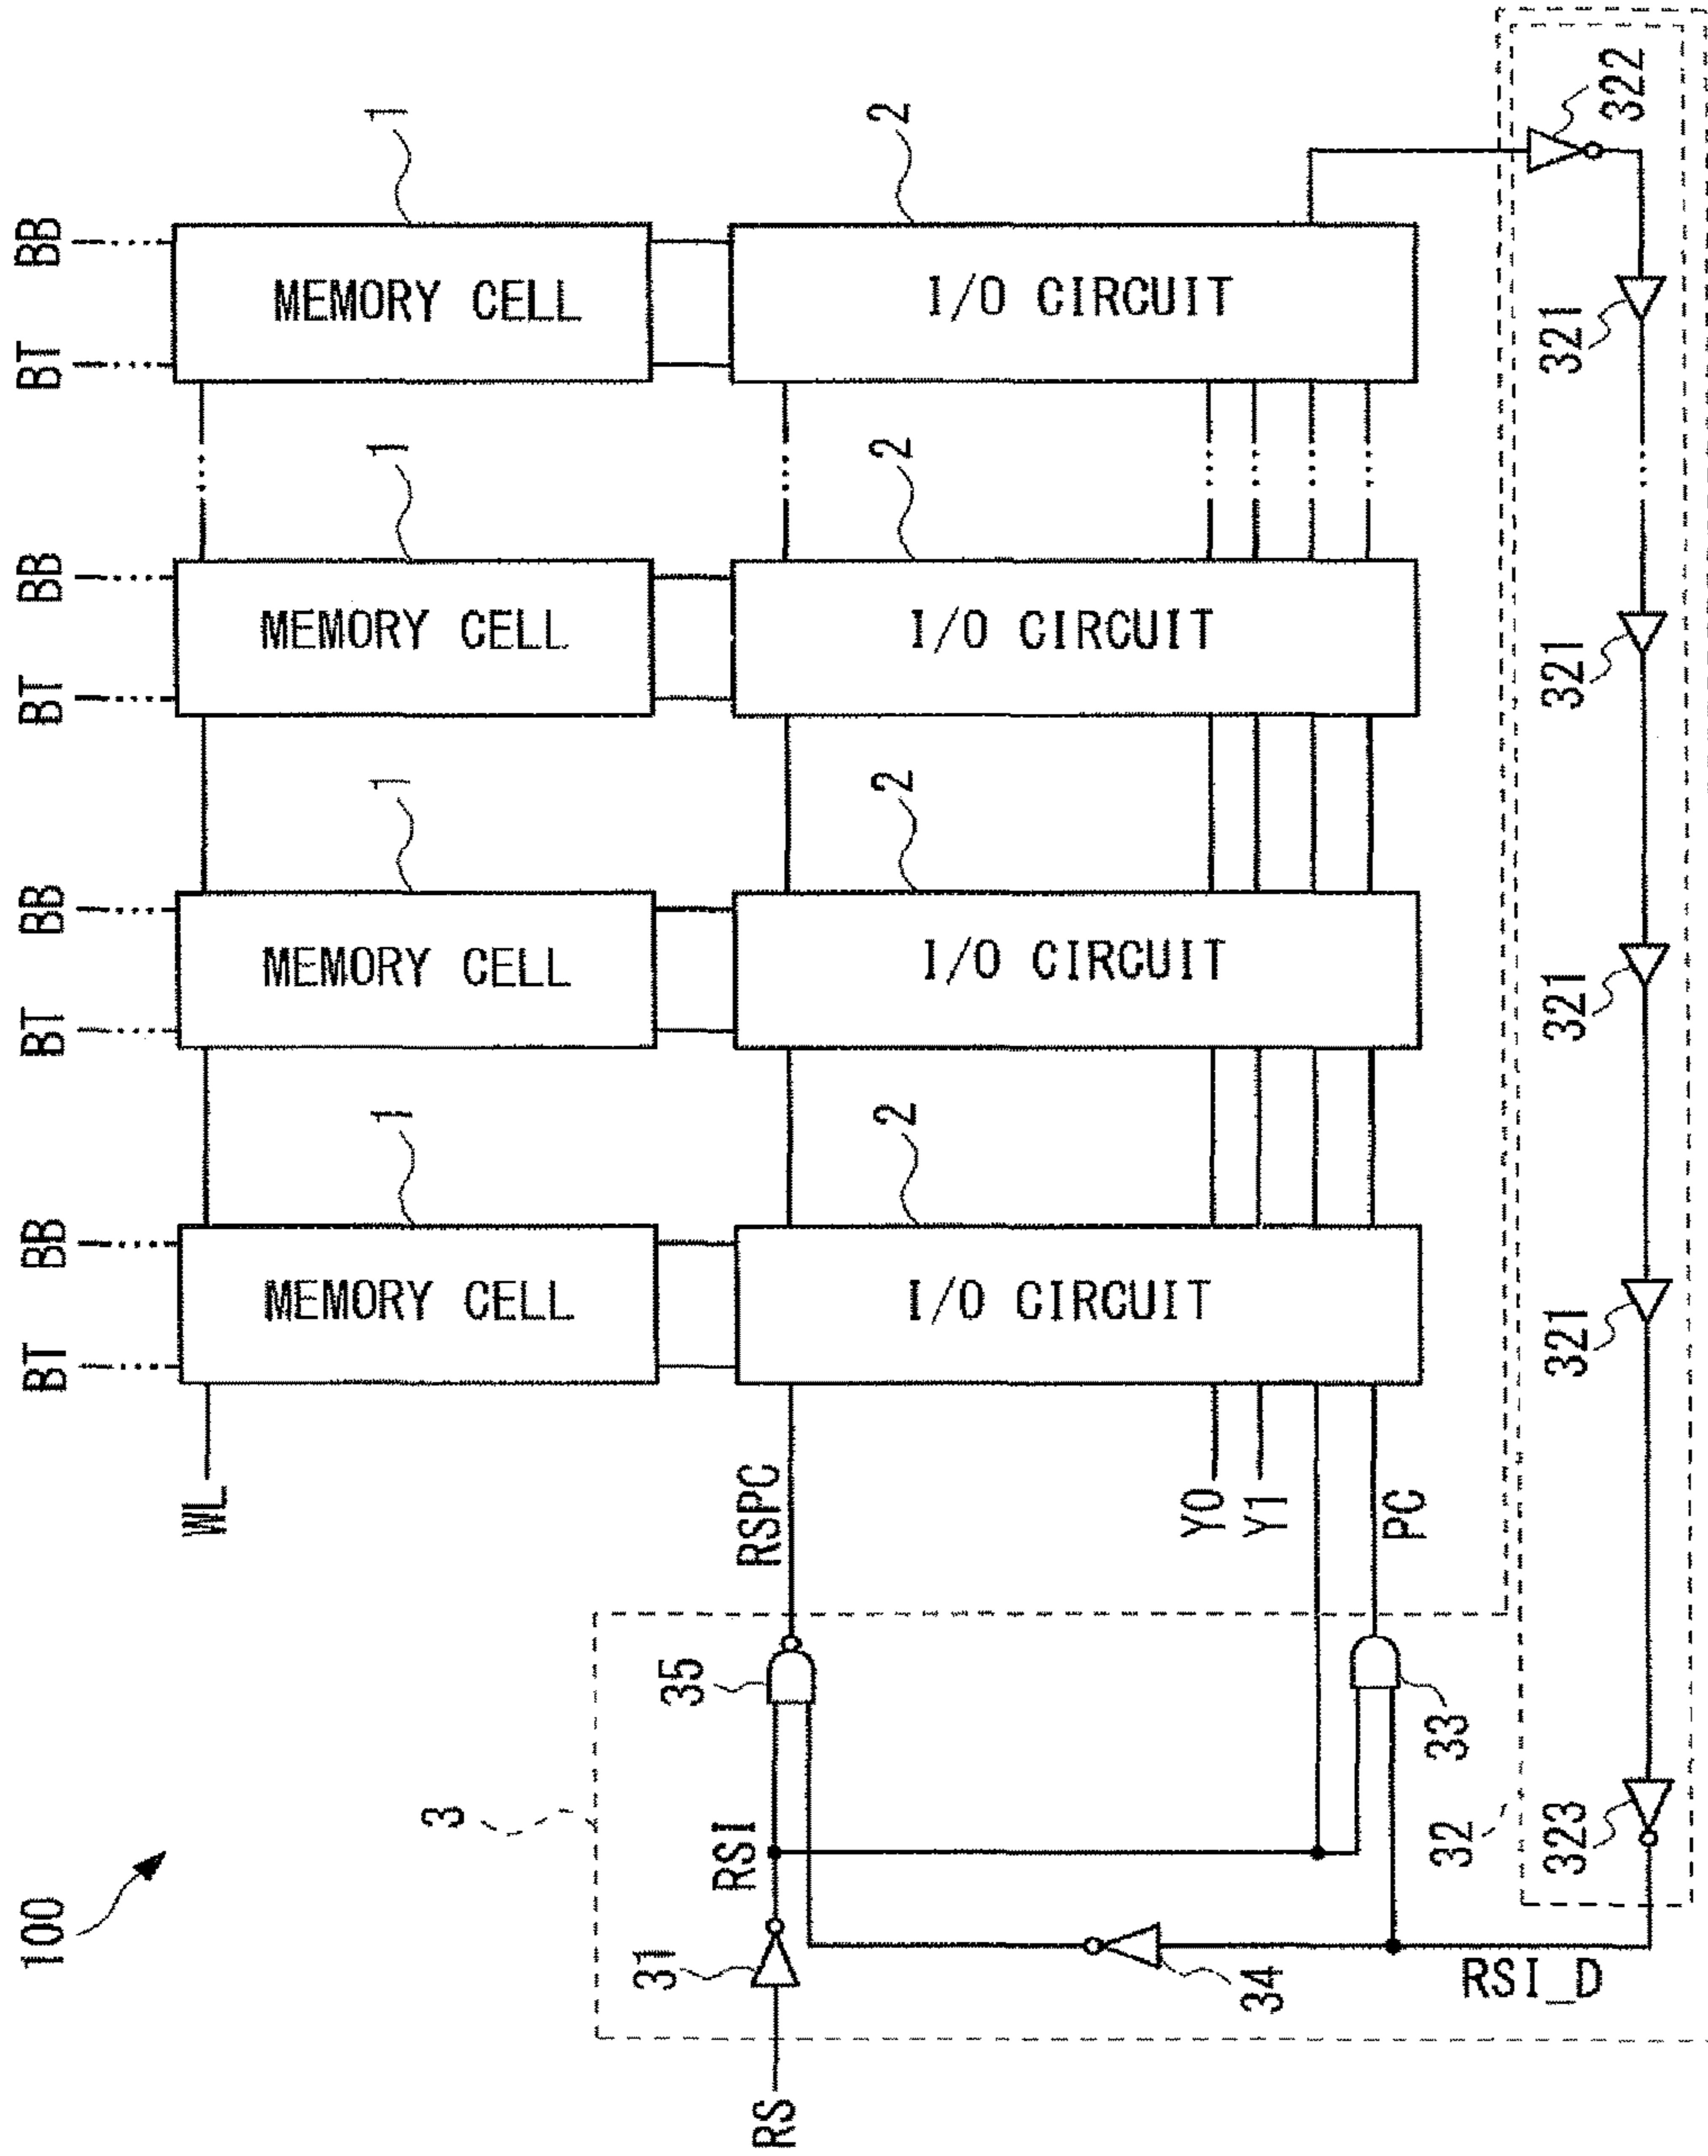 100
BT
BB
BT
BB
BT
BB
BT
BB
WL
1
1
1
1
MEMORY CELL
MEMORY CELL
MEMORY CELL
MEMORY CELL
3
RS
31
RSI
35
RSPC
2
2
2
2
I/O CIRCUIT
I/O CIRCUIT
I/O CIRCUIT
I/O CIRCUIT
Y0
Y1
PC
34
33
RSI_D
32
323
321
321
321
321
322